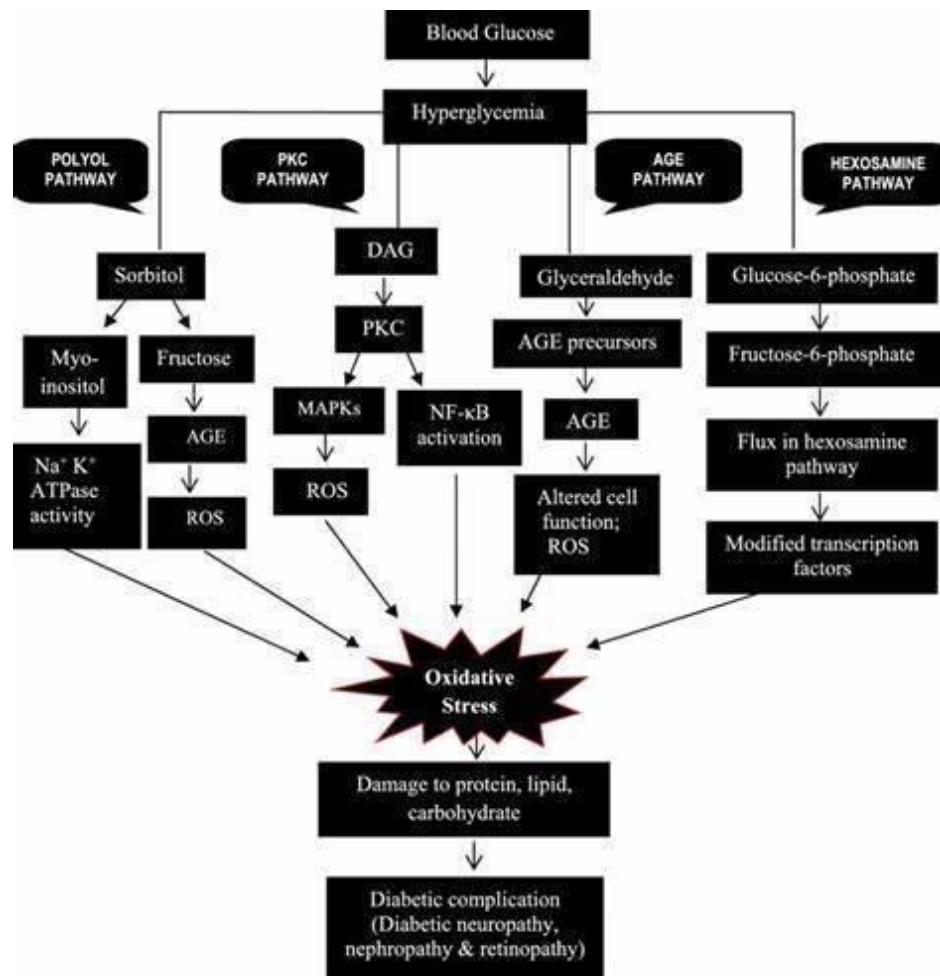 Blood Glucose
Hyperglycemia
POLYOL
PATHWAY
PKC
PATHWAY
AGE
PATHWAY
HEXOSAMINE
PATHWAY
Sorbitol
DAG
Glyceraldehyde
Glucose-6-phosphate
Myo-
inositol
Fructose
PKC
AGE precursors
Fructose-6-phosphate
Na⁺ K⁺
ATPase
activity
AGE
ROS
MAPKs
ROS
NF-κB
activation
AGE
Altered cell
function;
ROS
Flux in hexosamine
pathway
Modified transcription
factors
Oxidative
Stress
Damage to protein, lipid,
carbohydrate
Diabetic complication
(Diabetic neuropathy,
nephropathy & retinopathy)